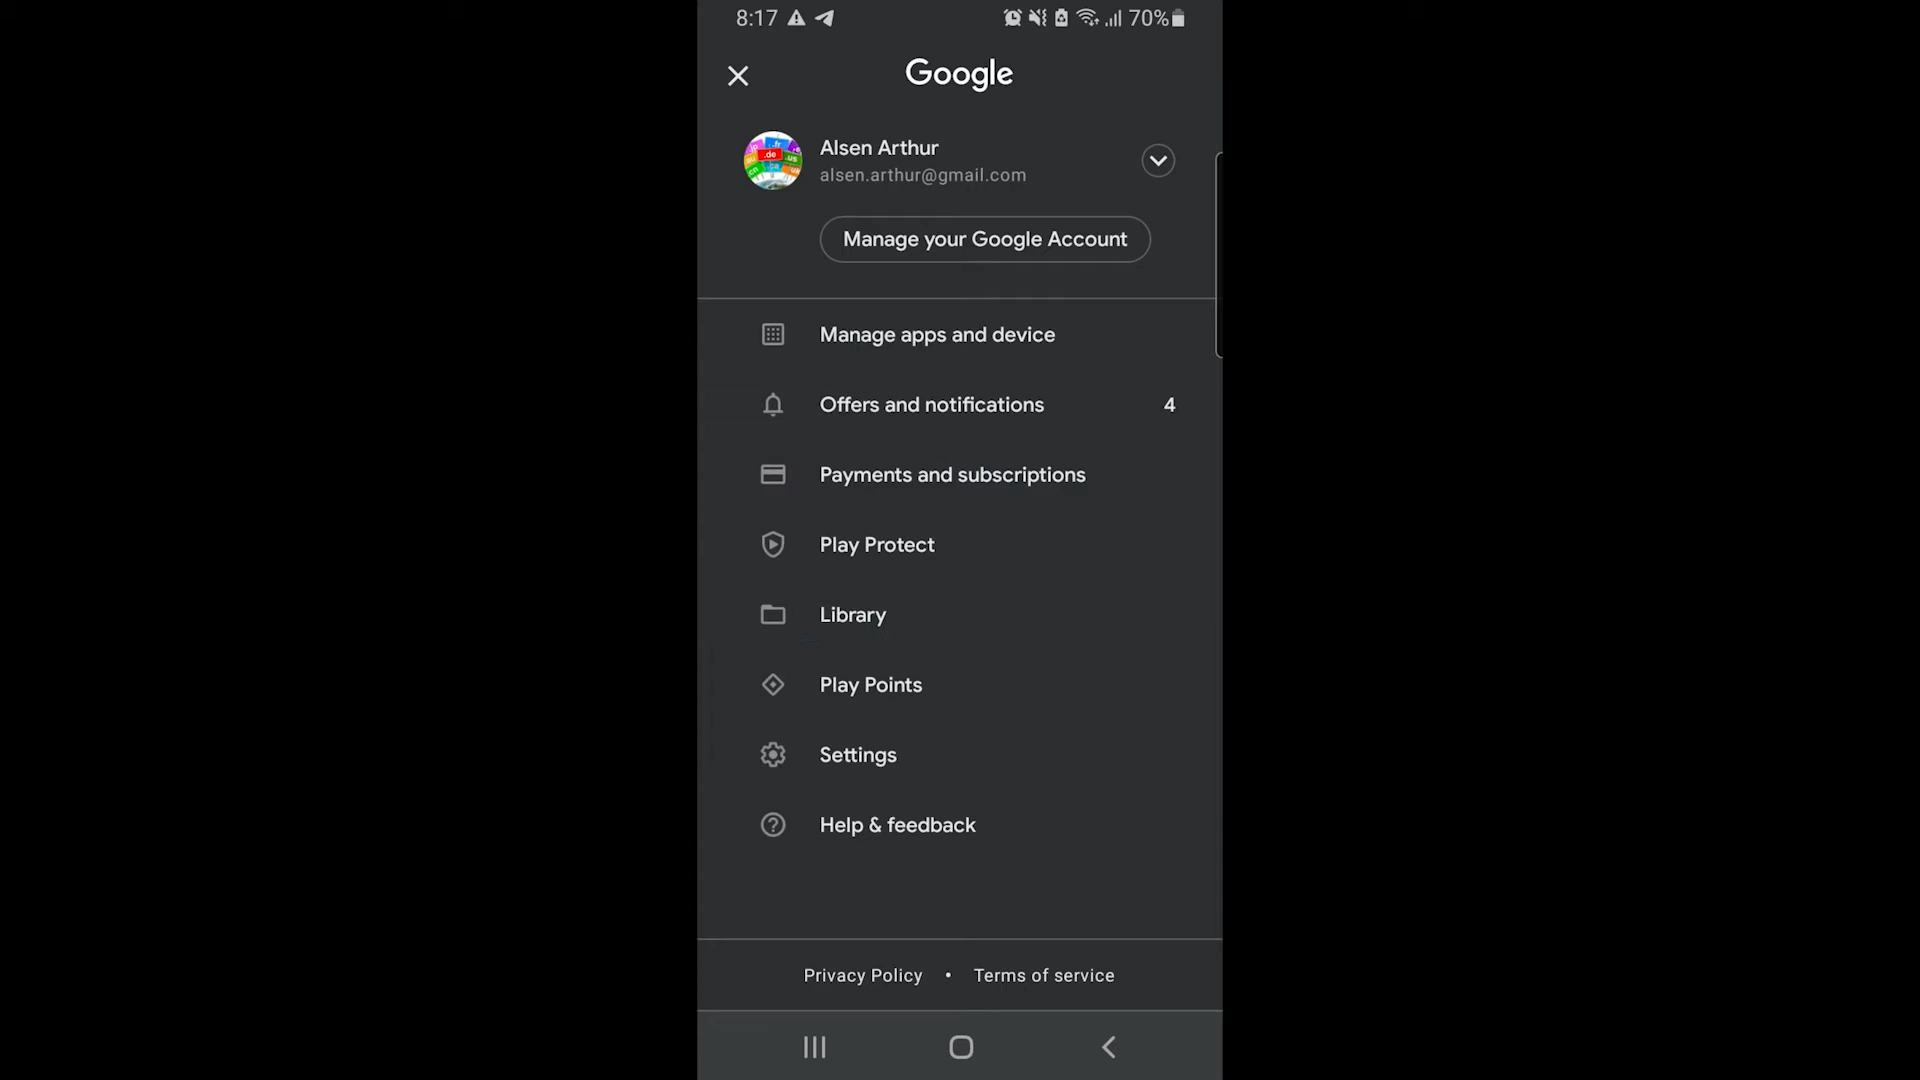 8:17 70%
Google
Alsen Arthur
alsen.arthur@gmail.com
Manage your Google Account
Manage apps and device
Offers and notifications 4
Payments and subscriptions
Play Protect
Library
Play Points
Settings
Help & feedback
Privacy Policy • Terms of service